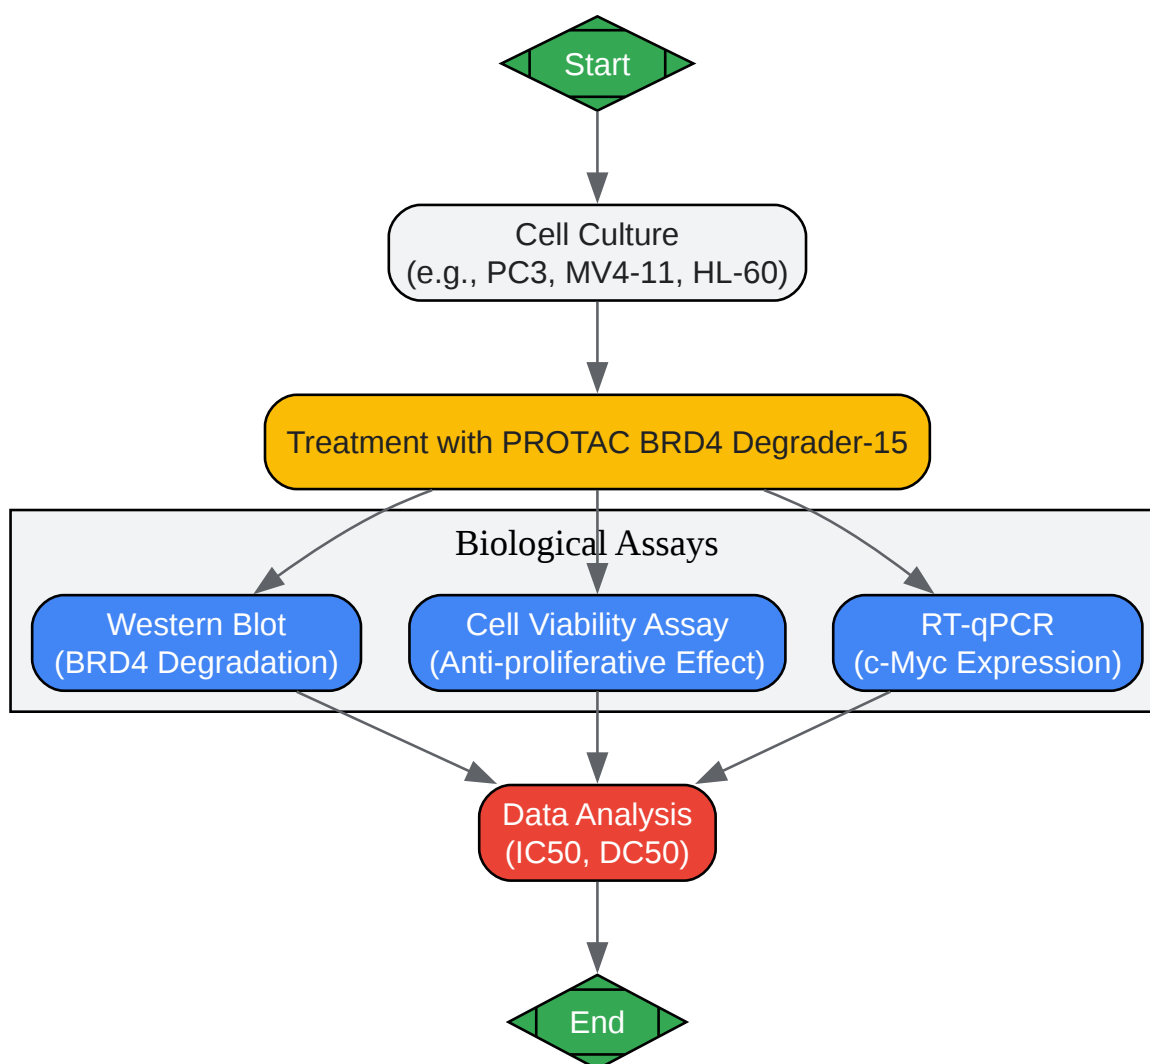 Start
Cell Culture
(e.g., PC3, MV4-11, HL-60)
Treatment with PROTAC BRD4 Degrader-15
Biological Assays
Western Blot
(BRD4 Degradation)
Cell Viability Assay
(Anti-proliferative Effect)
RT-qPCR
(c-Myc Expression)
Data Analysis
(IC50, DC50)
End